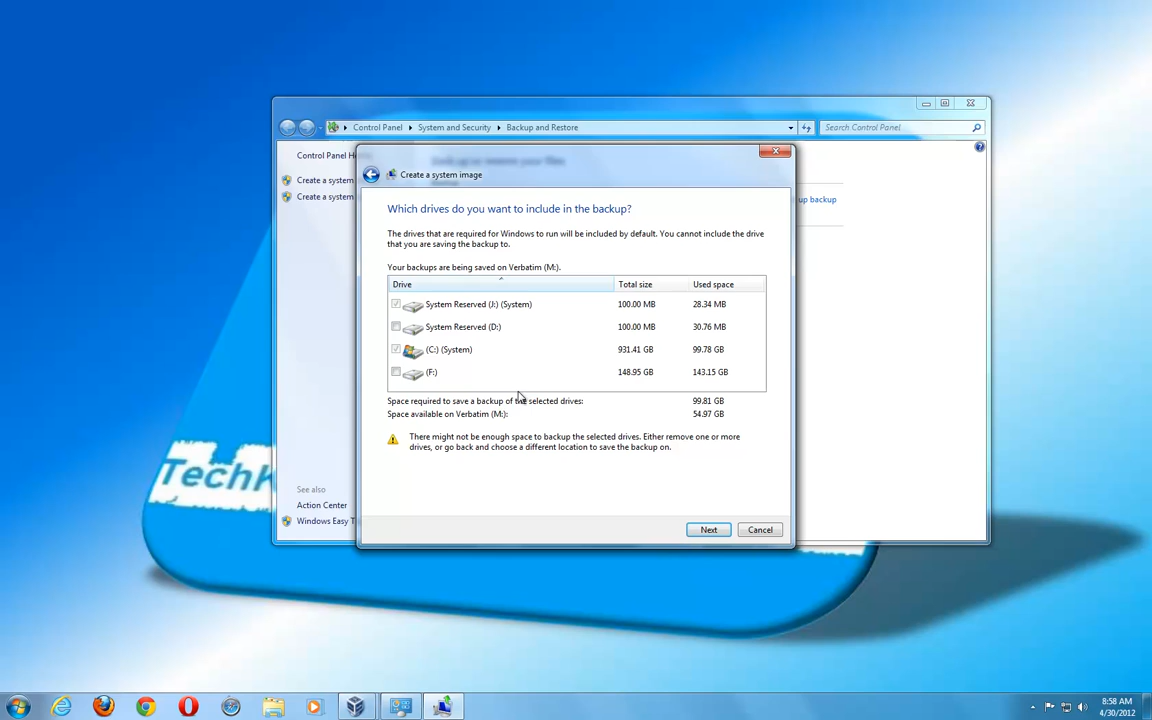 Control Panel
System and Security
Backup and Restore
Search Control Panel
Control Panel
Create a system
Create a system
up backup
See also
Action Center
Windows Easy
Create a system image
Which drives do you want to include in the backup?
The drives that are required for Windows to run will be included by default. You cannot include the drive
that you are saving the backup to.
Your backups are being saved on Verbatim (M:).
Drive Total size Used space
System Reserved (J:) (System) 100.00 MB 28.34 MB
System Reserved (D:) 100.00 MB 30.76 MB
(C:) (System) 931.41 GB 99.78 GB
(F:) 148.95 GB 143.15 GB
Space required to save a backup of the selected drives: 99.81 GB
Space available on Verbatim (M:): 54.97 GB
There might not be enough space to backup the selected drives. Either remove one or more
drives, or go back and choose a different location to save the backup on.
Next Cancel
8:58 AM
4/30/2012